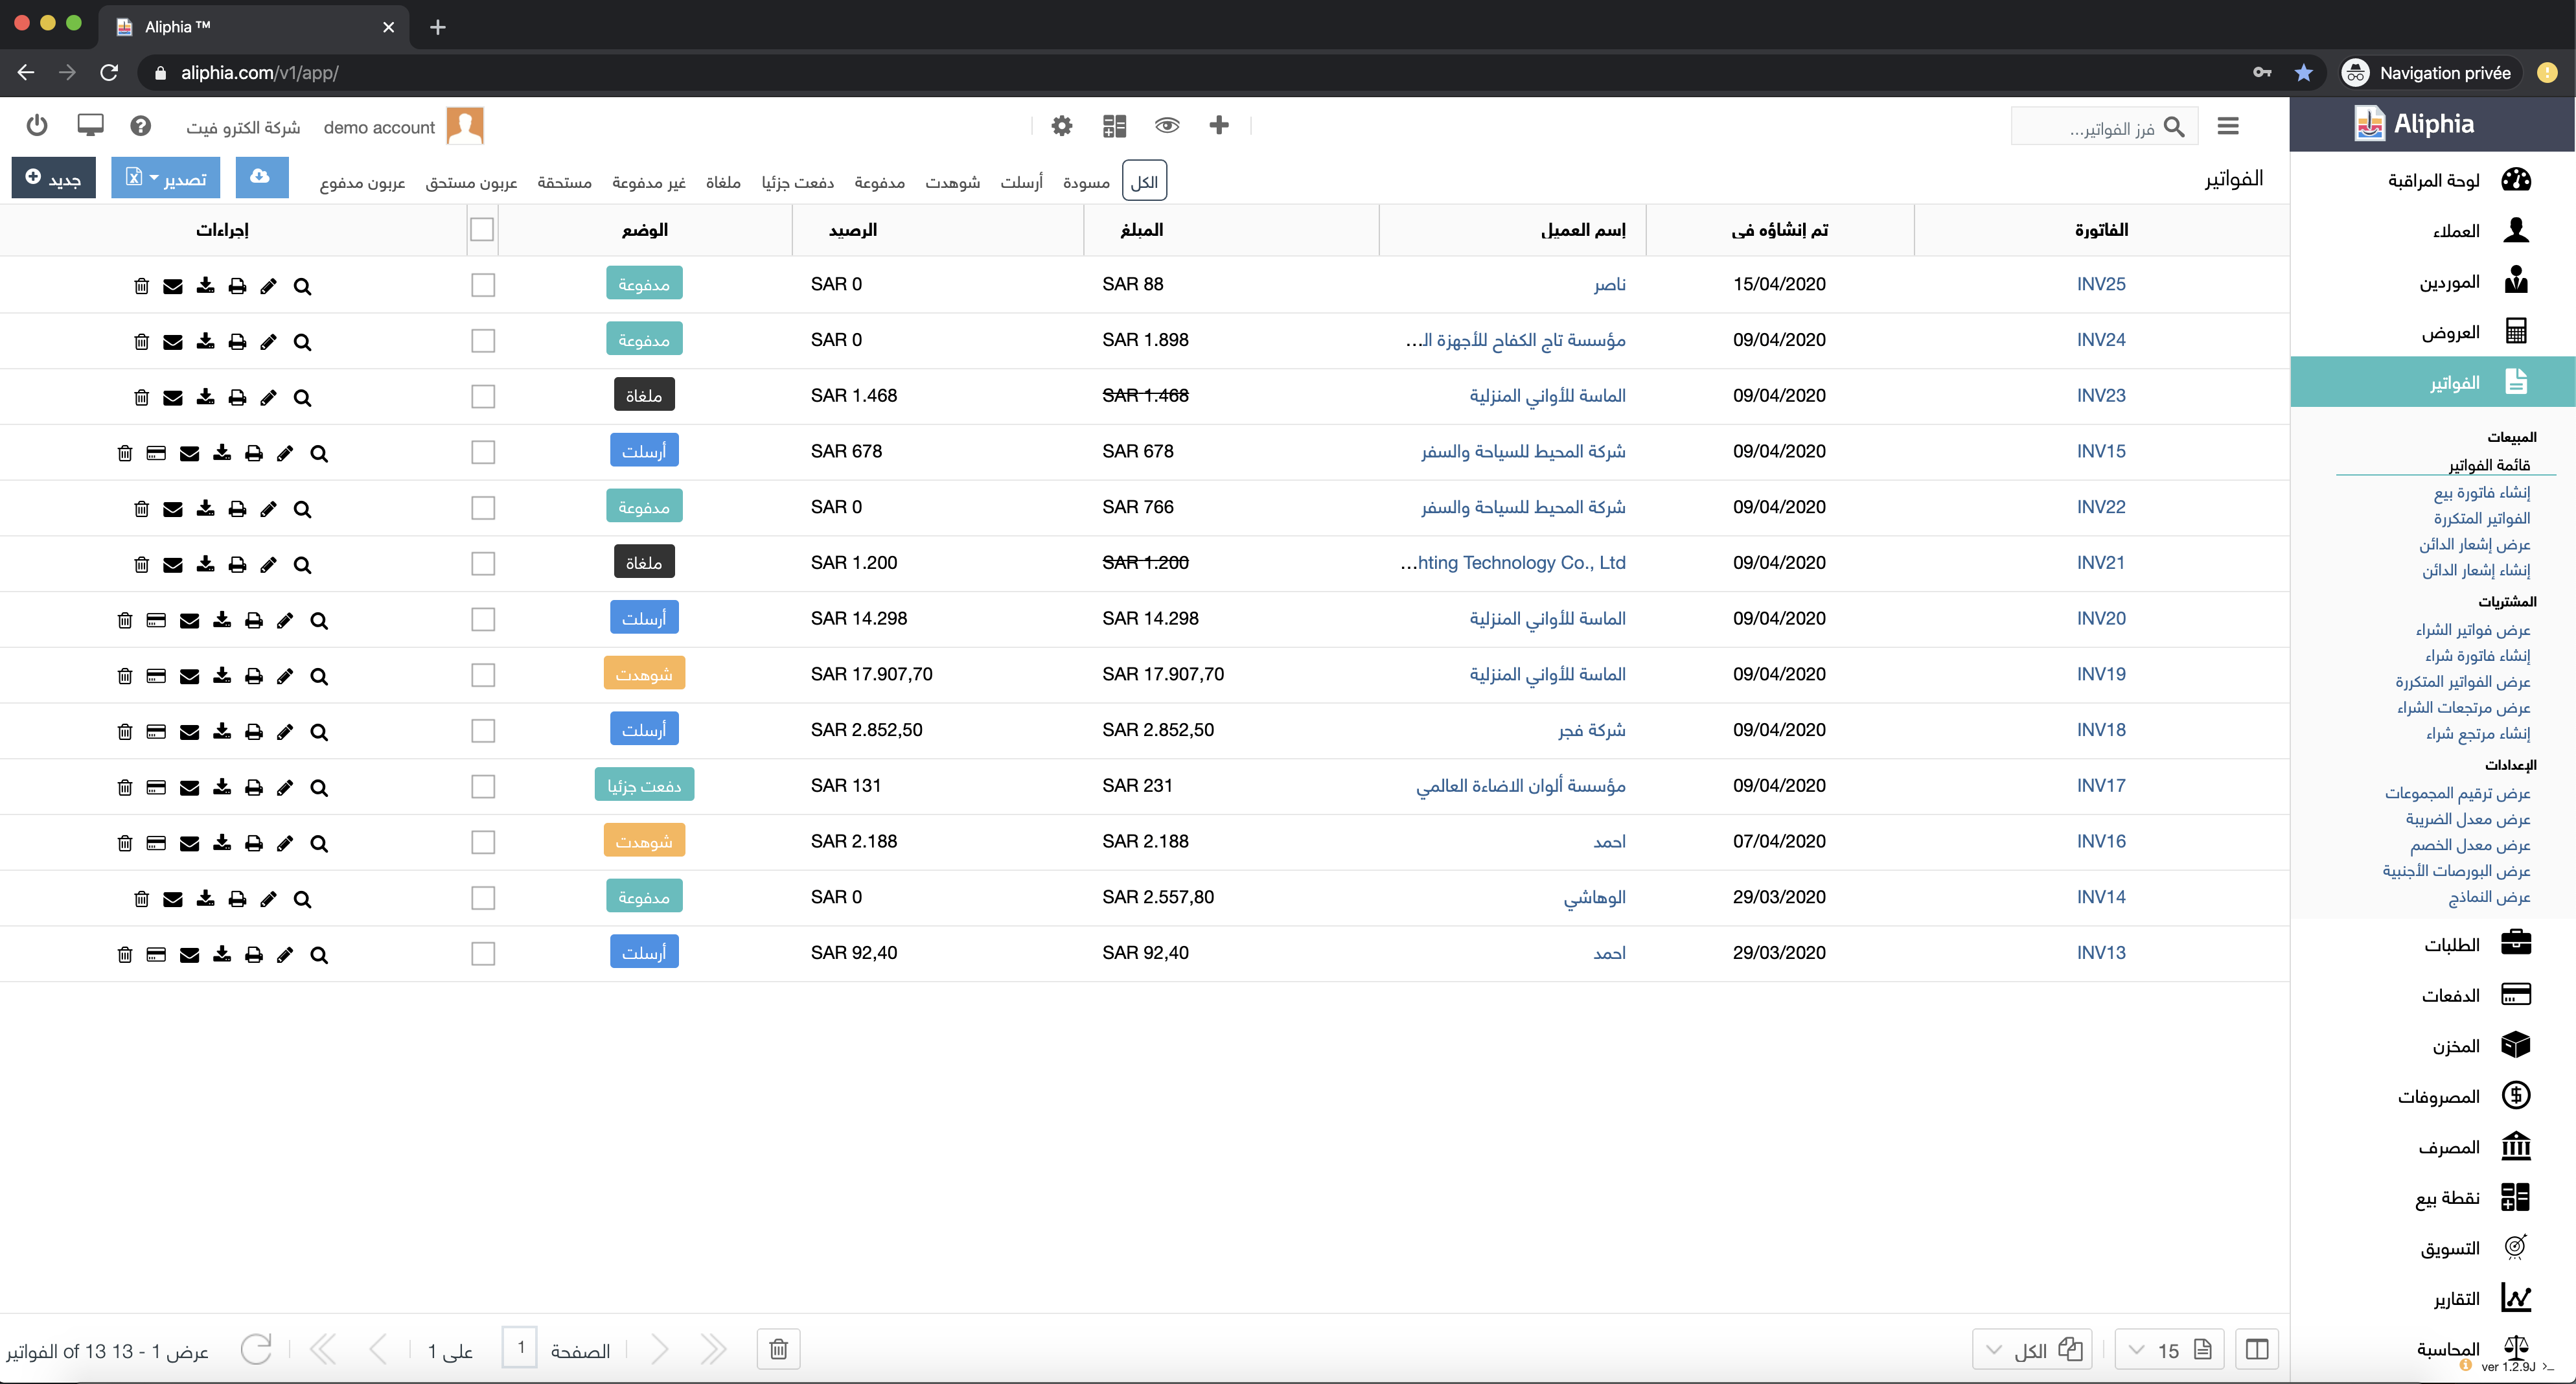 Aliphia ™
aliphia.com/v1/app/
Navigation privée
Aliphia
فرز الفواتير...
demo account
شركة الكترو فيت
الفواتير
الكل
مسودة
أرسلت
شوهدت
مدفوعة
دفعت جزئيا
ملغاة
غير مدفوعة
مستحقة
عربون مستحق
عربون مدفوع
تصدير
جديد
الفاتورة تم إنشاؤه في إسم العميل المبلغ الرصيد الوضع إجراءات
INV25 15/04/2020 ناصر SAR 88 SAR 0 مدفوعة
INV24 09/04/2020 مؤسسة تاج الكفاح للأجهزة الـ... SAR 1.898 SAR 0 مدفوعة
INV23 09/04/2020 الماسة للأواني المنزلية SAR 1.468 SAR 1.468 ملغاة
INV15 09/04/2020 شركة المحيط للسياحة والسفر SAR 678 SAR 678 أرسلت
INV22 09/04/2020 شركة المحيط للسياحة والسفر SAR 766 SAR 0 مدفوعة
INV21 09/04/2020 ...hting Technology Co., Ltd SAR 1.200 SAR 1.200 ملغاة
INV20 09/04/2020 الماسة للأواني المنزلية SAR 14.298 SAR 14.298 أرسلت
INV19 09/04/2020 الماسة للأواني المنزلية SAR 17.907,70 SAR 17.907,70 شوهدت
INV18 09/04/2020 شركة فجر SAR 2.852,50 SAR 2.852,50 أرسلت
INV17 09/04/2020 مؤسسة ألوان الاضاءة العالمي SAR 231 SAR 131 دفعت جزئيا
INV16 07/04/2020 احمد SAR 2.188 SAR 2.188 شوهدت
INV14 29/03/2020 الوهاشي SAR 2.557,80 SAR 0 مدفوعة
INV13 29/03/2020 احمد SAR 92,40 SAR 92,40 أرسلت
لوحة المراقبة
العملاء
الموردين
العروض
الفواتير
المبيعات
قائمة الفواتير
إنشاء فاتورة بيع
الفواتير المتكررة
عرض إشعار الدائن
إنشاء إشعار الدائن
المشتريات
عرض فواتير الشراء
إنشاء فاتورة شراء
عرض الفواتير المتكررة
عرض مرتجعات الشراء
إنشاء مرتجع شراء
الإعدادات
عرض ترقيم المجموعات
عرض معدل الضريبة
عرض معدل الخصم
عرض البورصات الأجنبية
عرض النماذج
الطلبات
الدفعات
المخزن
المصروفات
المصرف
نقطة بيع
التسويق
التقارير
المحاسبة
ver 1.2.9J >_
15
الكل
الصفحة 1 على 1
عرض 1 - 13 of 13 الفواتير